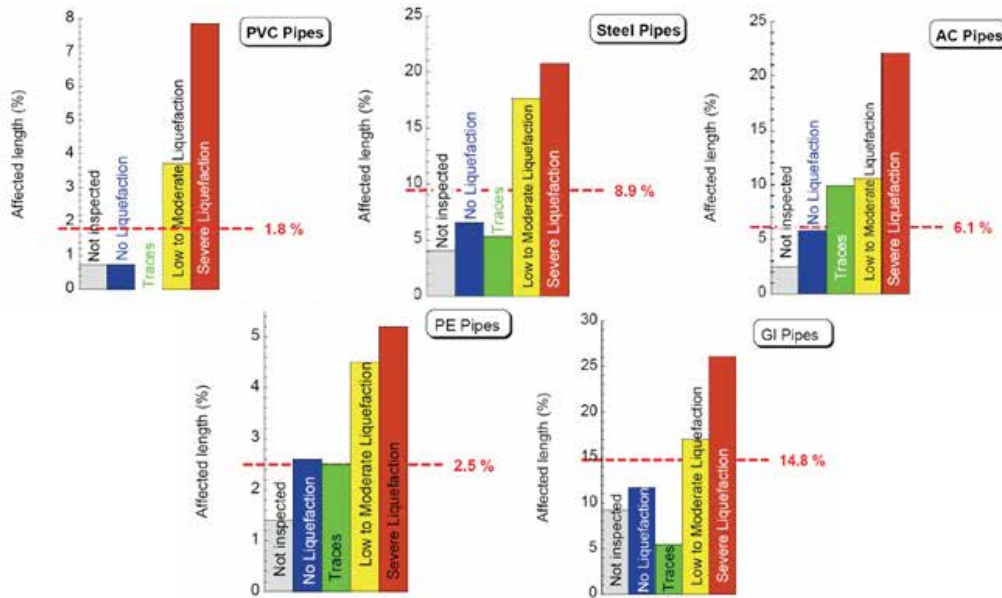 PVC Pipes
Affected length (%)
8
7
6
5
4
3
2
1
0
Not inspected
No Liquefaction
Traces
Low to Moderate Liquefaction
Severe Liquefaction
1.8 %
Steel Pipes
Affected length (%)
25
20
15
10
5
0
Not inspected
No Liquefaction
Traces
Low to Moderate Liquefaction
Severe Liquefaction
8.9 %
AC Pipes
Affected length (%)
25
20
15
10
5
0
Not inspected
No Liquefaction
Traces
Low to Moderate Liquefaction
Severe Liquefaction
6.1 %
PE Pipes
Affected length (%)
5
4
3
2
1
0
Not inspected
No Liquefaction
Traces
Low to Moderate Liquefaction
Severe Liquefaction
2.5 %
GI Pipes
Affected length (%)
30
25
20
15
10
5
0
Not inspected
No Liquefaction
Traces
Low to Moderate Liquefaction
Severe Liquefaction
14.8 %